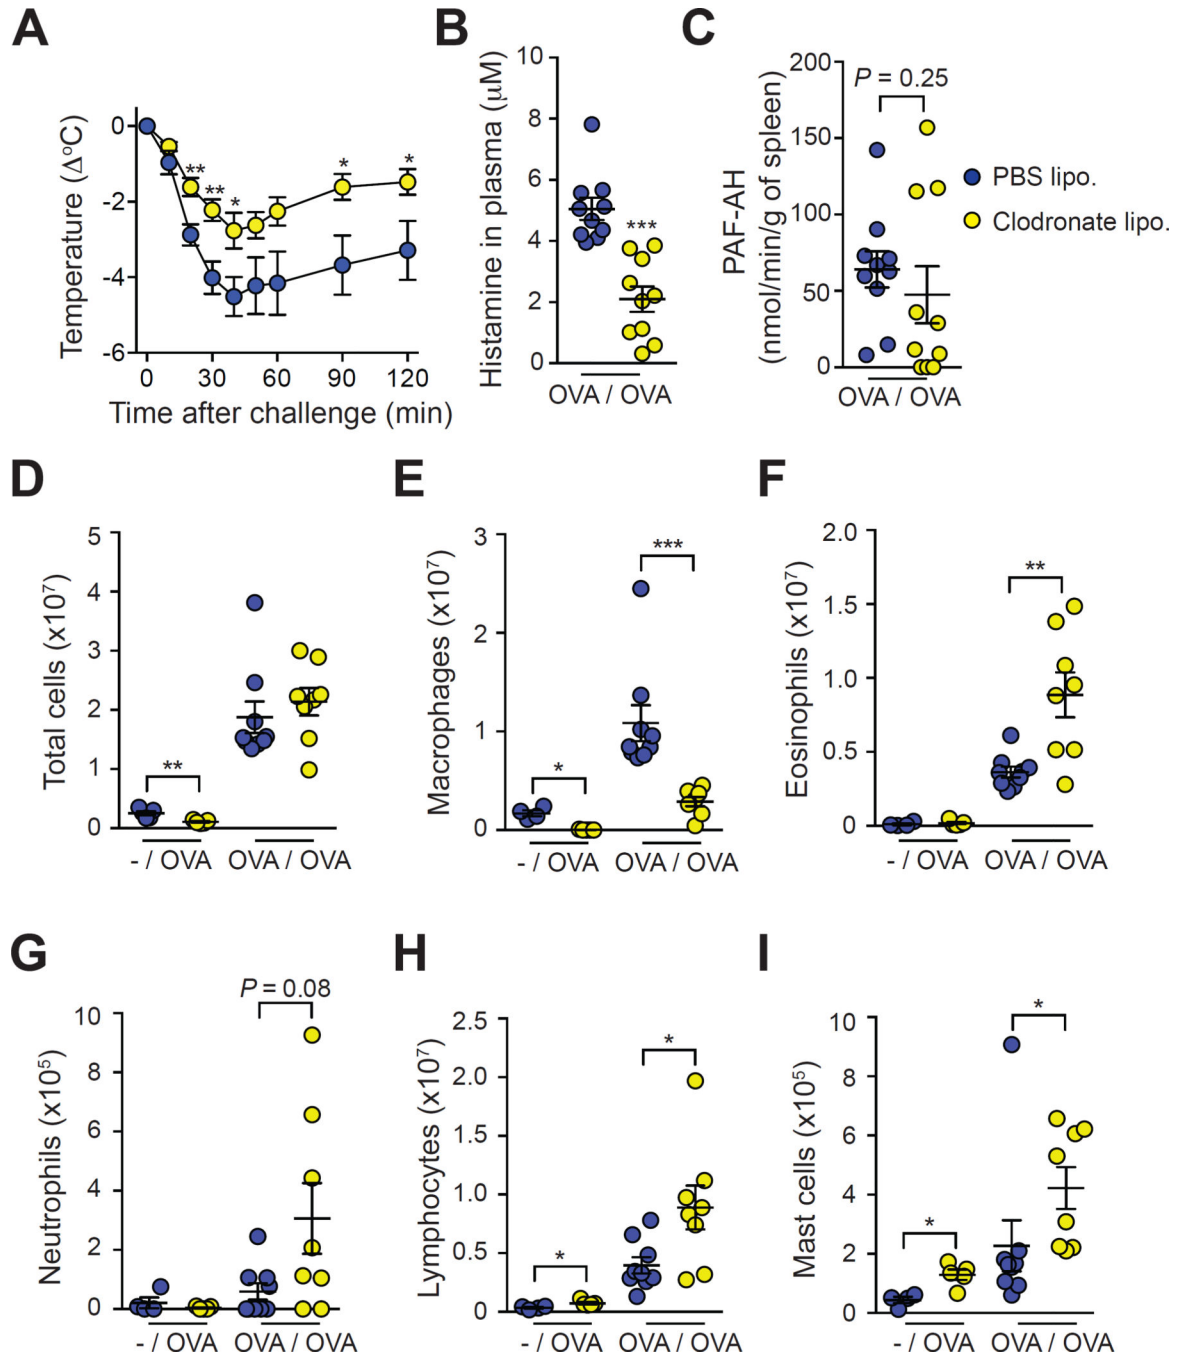 A
Temperature (Δ°C)
0
-2
-4
-6
** ** * * *
0 30 60 90 120
Time after challenge (min)
B
Histamine in plasma (μM)
10
8
6
4
2
0
***
OVA / OVA
C
PAF-AH
(nmol/min/g of spleen)
200
150
100
50
0
P = 0.25
OVA / OVA
PBS lipo.
Clodronate lipo.
D
Total cells (x10⁷)
5
4
3
2
1
0
**
- / OVA OVA / OVA
E
Macrophages (x10⁷)
3
2
1
0
* ***
- / OVA OVA / OVA
F
Eosinophils (x10⁷)
2.0
1.5
1.0
0.5
0
**
- / OVA OVA / OVA
G
Neutrophils (x10⁵)
10
8
6
4
2
0
P = 0.08
- / OVA OVA / OVA
H
Lymphocytes (x10⁷)
2.5
2.0
1.5
1.0
0.5
0
* *
- / OVA OVA / OVA
I
Mast cells (x10⁵)
10
8
6
4
2
0
* *
- / OVA OVA / OVA